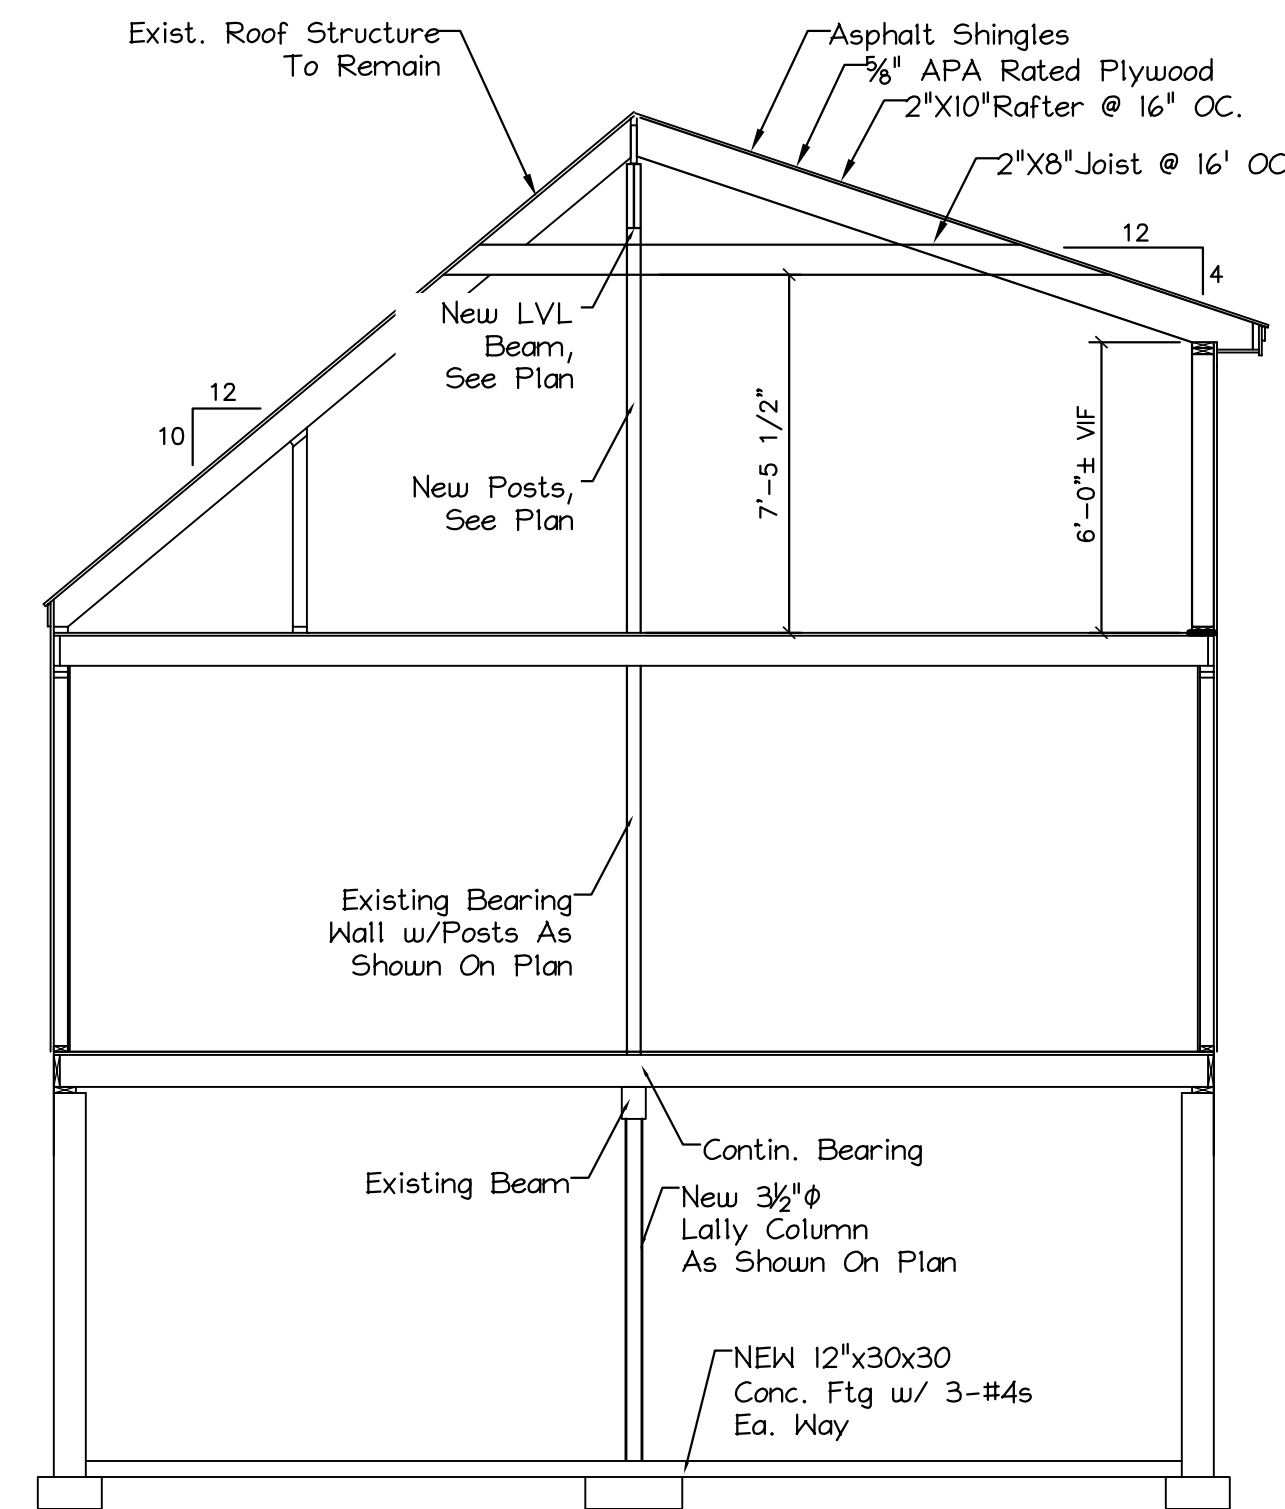 Exist. Roof Structure
To Remain
Asphalt Shingles
⅝" APA Rated Plywood
2"X10"Rafter @ 16" OC.
2"X8"Joist @ 16' OC
12
4
New LVL
Beam,
See Plan
12
10
7'-5 1/2"
6'-0"± VIF
New Posts,
See Plan
Existing Bearing
Wall w/Posts As
Shown On Plan
Contin. Bearing
Existing Beam
New 3½"ϕ
Lally Column
As Shown On Plan
NEW 12"x30x30
Conc. Ftg w/ 3-#4s
Ea. Way